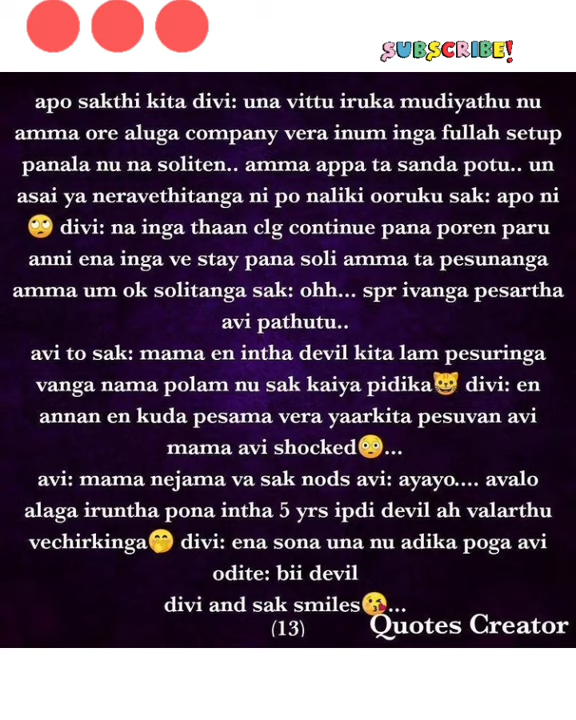 SUBSCRIBE!
apo sakthi kita divi: una vittu iruka mudiyathu nu
amma ore aluga company vera inum inga fullah setup
panala nu na soliten.. amma appa ta sanda potu.. un
asai ya neravethitanga ni po naliki ooruku sak: apo ni
🙄 divi: na inga thaan clg continue pana poren paru
anni ena inga ve stay pana soli amma ta pesunanga
amma um ok solitanga sak: ohh... spr ivanga pesartha
avi pathutu..
avi to sak: mama en intha devil kita lam pesuringa
vanga nama polam nu sak kaiya pidika😺 divi: en
annan en kuda pesama vera yaarkita pesuvan avi
mama avi shocked😳...
avi: mama nejama va sak nods avi: ayayo.... avalo
alaga iruntha pona intha 5 yrs ipdi devil ah valarthu
vechirkinga🤭 divi: ena sona una nu adika poga avi
odite: bii devil
divi and sak smiles😘...
(13)
Quotes Creator